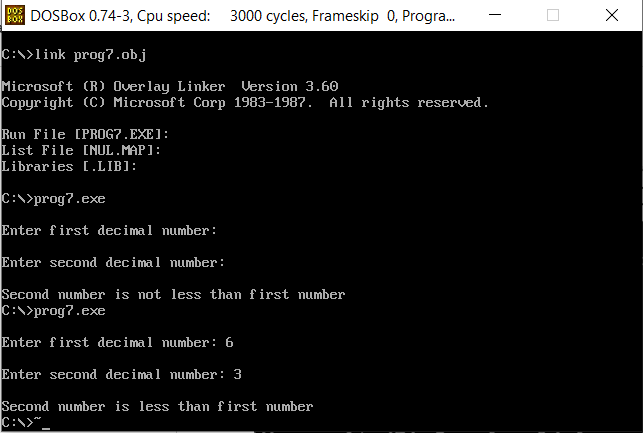 DOSBox 0.74-3, Cpu speed: 3000 cycles, Frameskip 0, Progra...
C:\>link prog7.obj
Microsoft (R) Overlay Linker Version 3.60
Copyright (C) Microsoft Corp 1983-1987. All rights reserved.
Run File [PROG7.EXE]:
List File [NUL.MAP]:
Libraries [.LIB]:
C:\>prog7.exe
Enter first decimal number:
Enter second decimal number:
Second number is not less than first number
C:\>prog7.exe
Enter first decimal number: 6
Enter second decimal number: 3
Second number is less than first number
C:\>~_